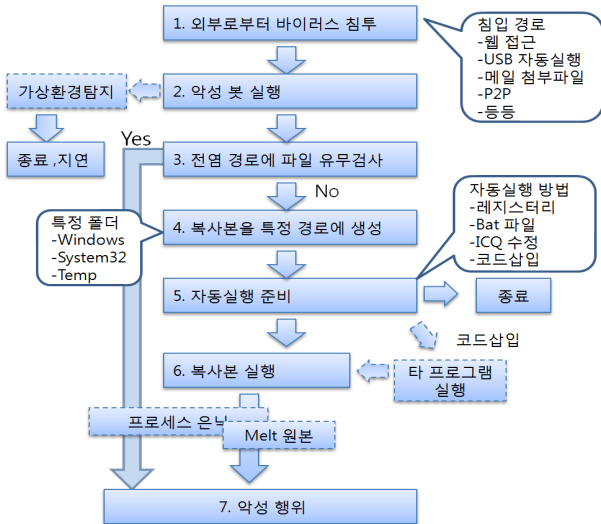 1. 외부로부터 바이러스 침투
침입 경로
-웹 접근
-USB 자동실행
-메일 첨부파일
-P2P
-등등
가상환경탐지
2. 악성 봇 실행
종료 ,지연
Yes
3. 전염 경로에 파일 유무검사
No
특정 폴더
-Windows
-System32
-Temp
4. 복사본을 특정 경로에 생성
자동실행 방법
-레지스터리
-Bat 파일
-ICQ 수정
-코드삽입
5. 자동실행 준비
종료
코드삽입
6. 복사본 실행
타 프로그램
실행
프로세스
Melt 원본
7. 악성 행위